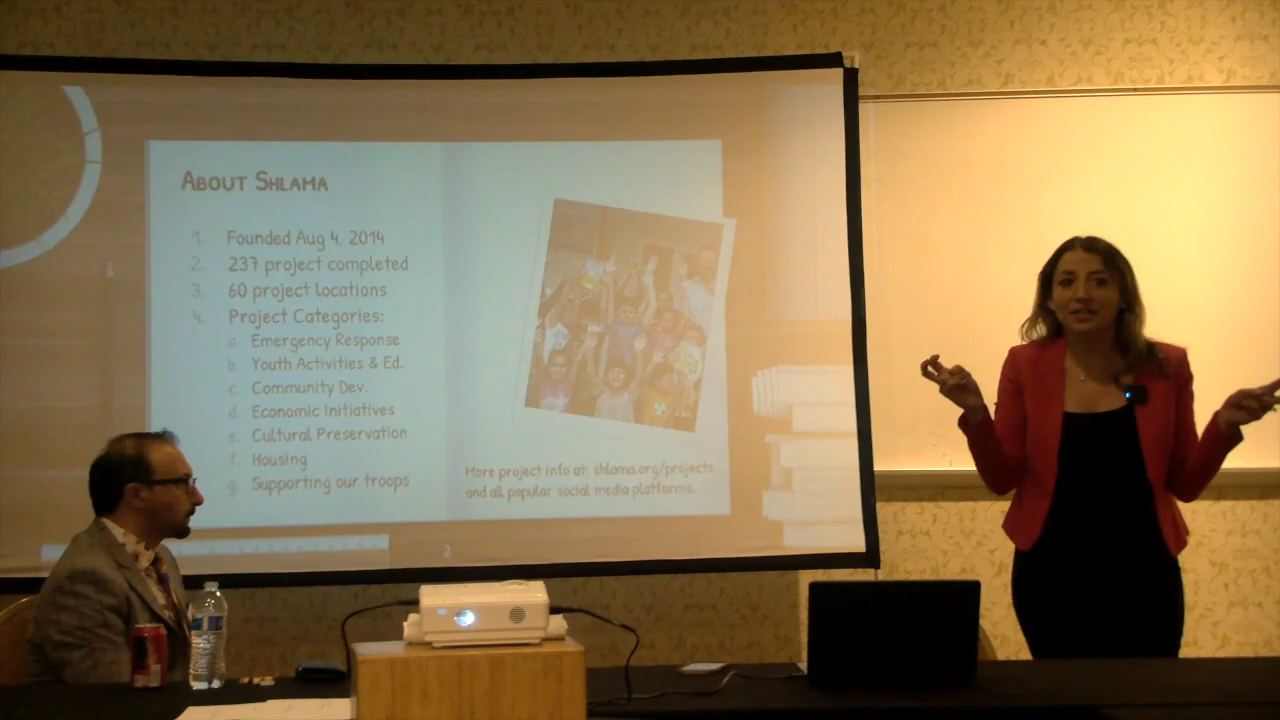 About Shlama
1. Founded Aug 4, 2014
2. 237 project completed
3. 60 project locations
4. Project Categories:
a. Emergency Response
b. Youth Activities & Ed.
c. Community Dev.
d. Economic Initiatives
e. Cultural Preservation
f. Housing
g. Supporting our troops
More project info at: shlama.org/projects
and all popular social media platforms.
2